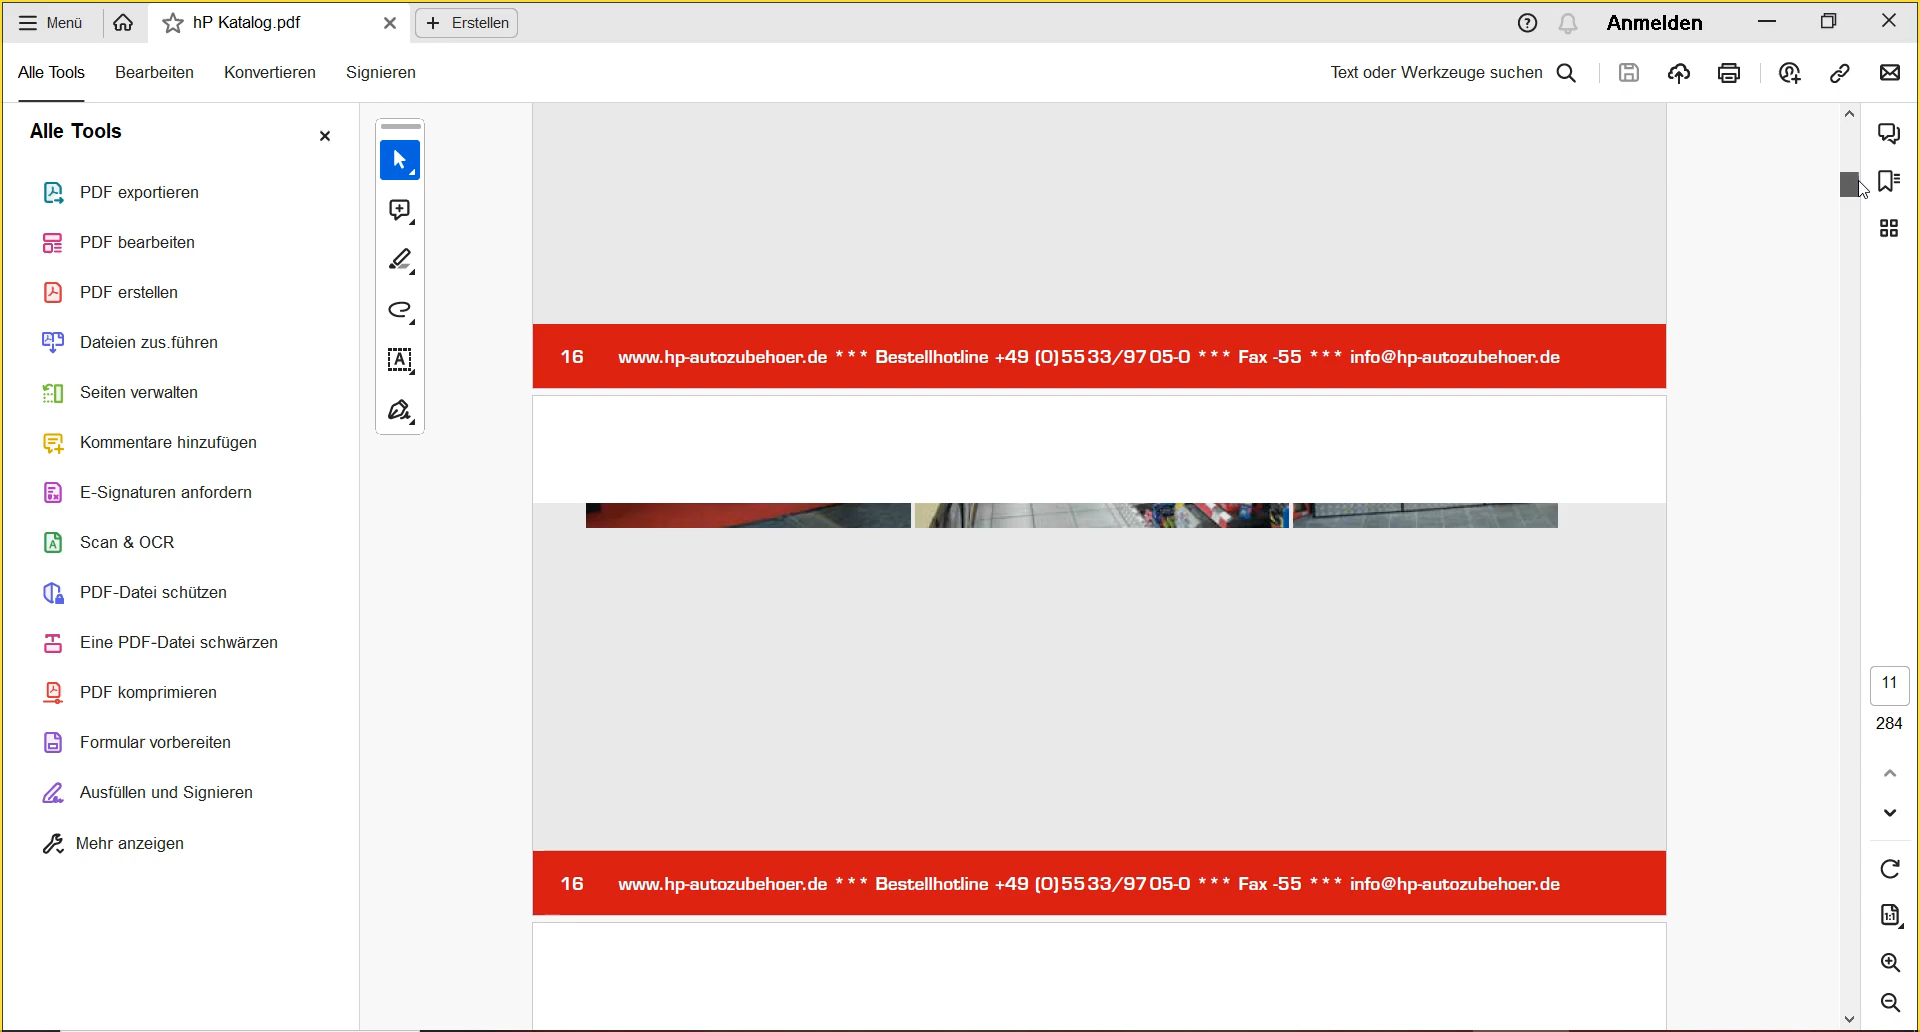 Menü
hP Katalog.pdf
Erstellen
Anmelden
Alle Tools
Bearbeiten
Konvertieren
Signieren
Text oder Werkzeuge suchen
Alle Tools
PDF exportieren
PDF bearbeiten
PDF erstellen
Dateien zus.führen
Seiten verwalten
Kommentare hinzufügen
E-Signaturen anfordern
Scan & OCR
PDF-Datei schützen
Eine PDF-Datei schwärzen
PDF komprimieren
Formular vorbereiten
Ausfüllen und Signieren
Mehr anzeigen
16 www.hp-autozubehoer.de *** Bestellhotline +49 (0)5533/9705-0 *** Fax -55 *** info@hp-autozubehoer.de
16 www.hp-autozubehoer.de *** Bestellhotline +49 (0)5533/9705-0 *** Fax -55 *** info@hp-autozubehoer.de
11
284
1:1